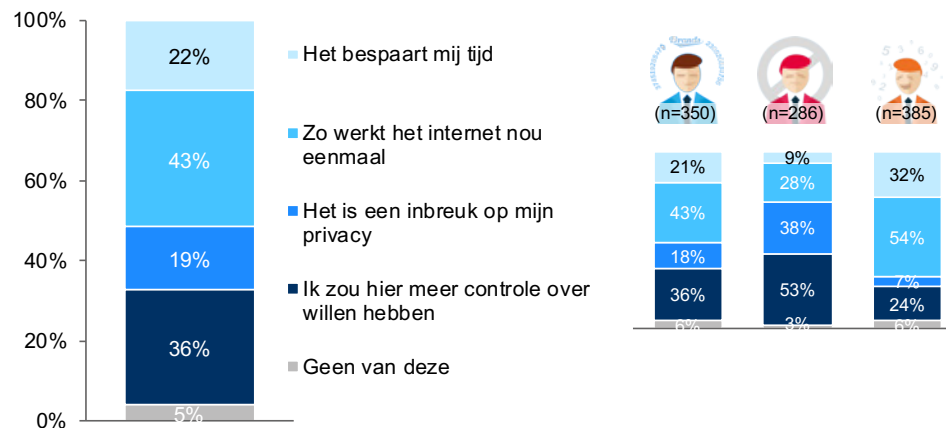 100%
80%
60%
40%
20%
0%
22%
43%
19%
36%
5%
Het bespaart mij tijd
Zo werkt het internet nou
eenmaal
Het is een inbreuk op mijn
privacy
Ik zou hier meer controle over
willen hebben
Geen van deze
(n=350)
(n=286)
(n=385)
21%
43%
18%
36%
6%
9%
28%
38%
53%
3%
32%
54%
7%
24%
6%